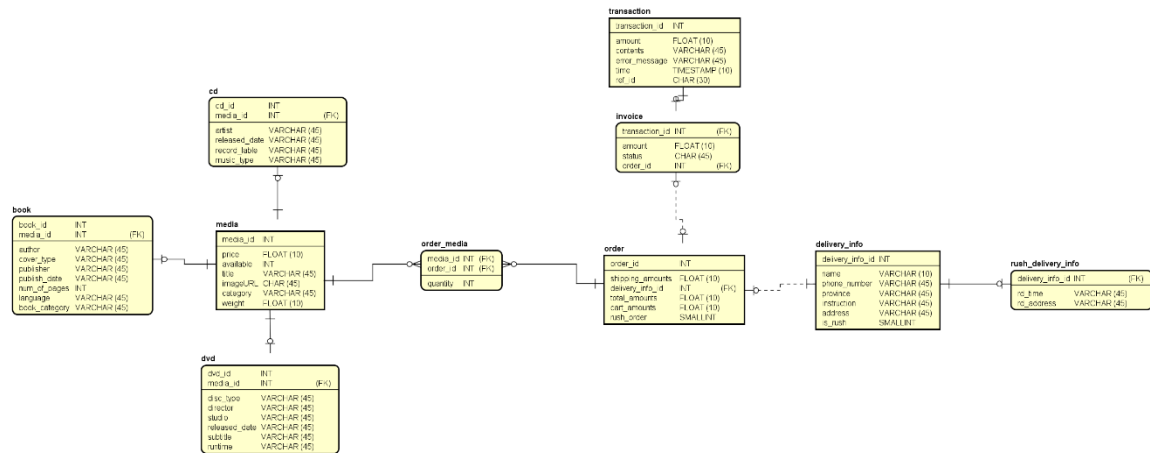 transaction
transaction_id INT
amount FLOAT (10)
contents VARCHAR (45)
error_message VARCHAR (45)
time TIMESTAMP (10)
ref_id CHAR (30)
cd
cd_id INT
media_id INT (FK)
artist VARCHAR (45)
released_date VARCHAR (45)
record_lable VARCHAR (45)
music_type VARCHAR (45)
invoice
transaction_id INT (FK)
amount FLOAT (10)
status CHAR (45)
order_id INT (FK)
book
book_id INT
media_id INT (FK)
author VARCHAR (45)
cover_type VARCHAR (45)
publisher VARCHAR (45)
publish_date VARCHAR (45)
num_of_pages INT
language VARCHAR (45)
book_category VARCHAR (45)
media
media_id INT
price FLOAT (10)
available INT
title VARCHAR (45)
imageURL CHAR (45)
category VARCHAR (45)
weight FLOAT (10)
order_media
media_id INT (FK)
order_id INT (FK)
quantity INT
order
order_id INT
shipping_amounts FLOAT (10)
delivery_info_id INT (FK)
total_amounts FLOAT (10)
cart_amounts FLOAT (10)
rush_order SMALLINT
delivery_info
delivery_info_id INT
name VARCHAR (10)
phone_number VARCHAR (45)
province VARCHAR (45)
instruction VARCHAR (45)
address VARCHAR (45)
is_rush SMALLINT
rush_delivery_info
delivery_info_id INT (FK)
rd_time VARCHAR (45)
rd_address VARCHAR (45)
dvd
dvd_id INT
media_id INT (FK)
disc_type VARCHAR (45)
director VARCHAR (45)
studio VARCHAR (45)
released_date VARCHAR (45)
subtitle VARCHAR (45)
runtime VARCHAR (45)